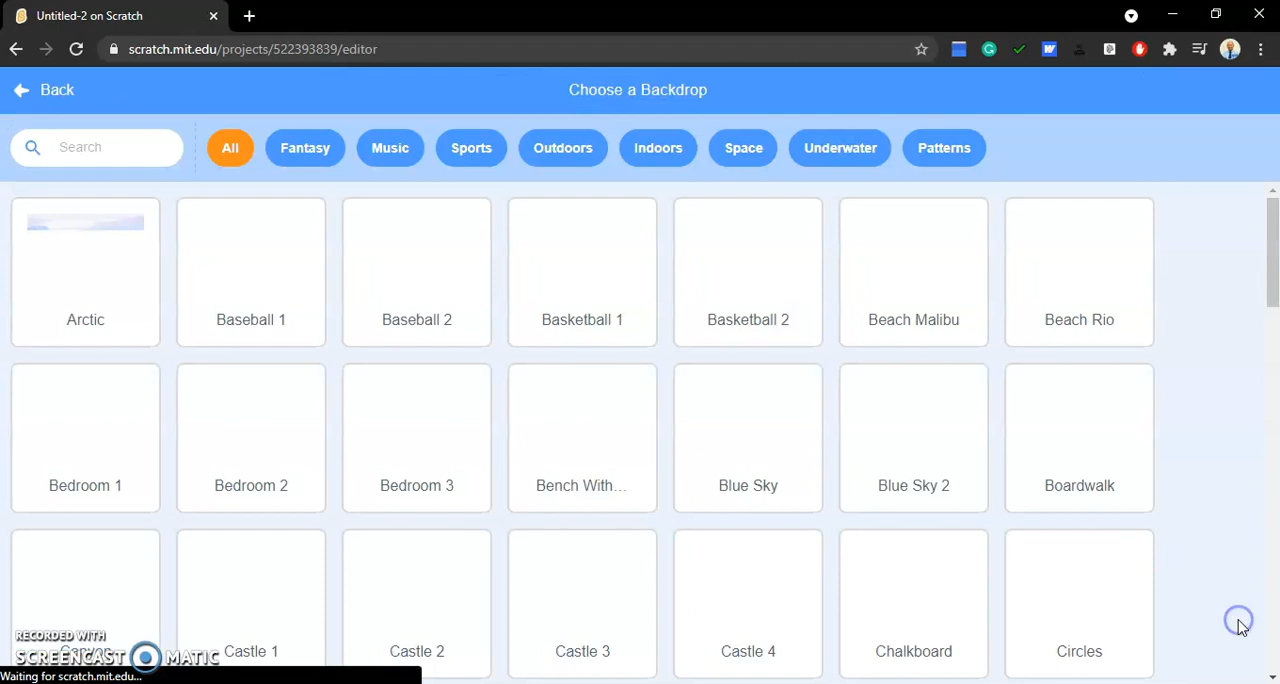 Untitled-2 on Scratch
scratch.mit.edu/projects/522393839/editor
Back
Choose a Backdrop
Search
All
Fantasy
Music
Sports
Outdoors
Indoors
Space
Underwater
Patterns
Arctic
Baseball 1
Baseball 2
Basketball 1
Basketball 2
Beach Malibu
Beach Rio
Bedroom 1
Bedroom 2
Bedroom 3
Bench With...
Blue Sky
Blue Sky 2
Boardwalk
Canyon
Castle 1
Castle 2
Castle 3
Castle 4
Chalkboard
Circles
RECORDED WITH
SCREENCAST MATIC
Waiting for scratch.mit.edu...